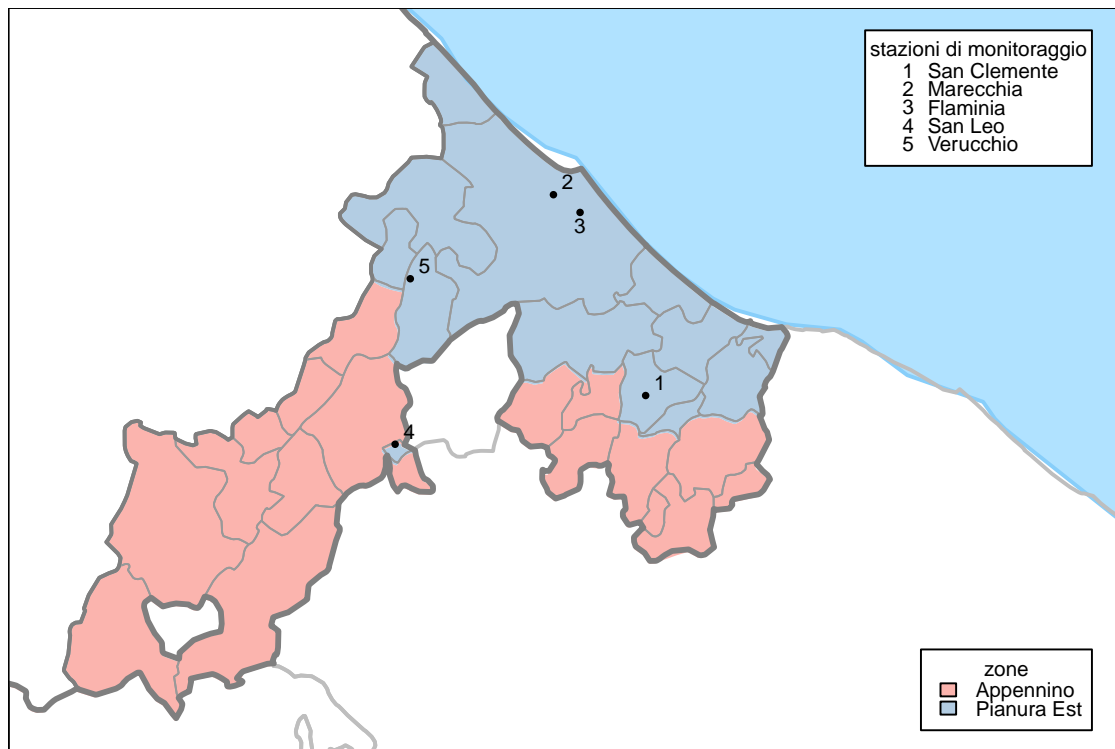 stazioni di monitoraggio
1 San Clemente
2 Marecchia
3 Flaminia
4 San Leo
5 Verucchio
2
3
5
1
4
zone
Appennino
Pianura Est